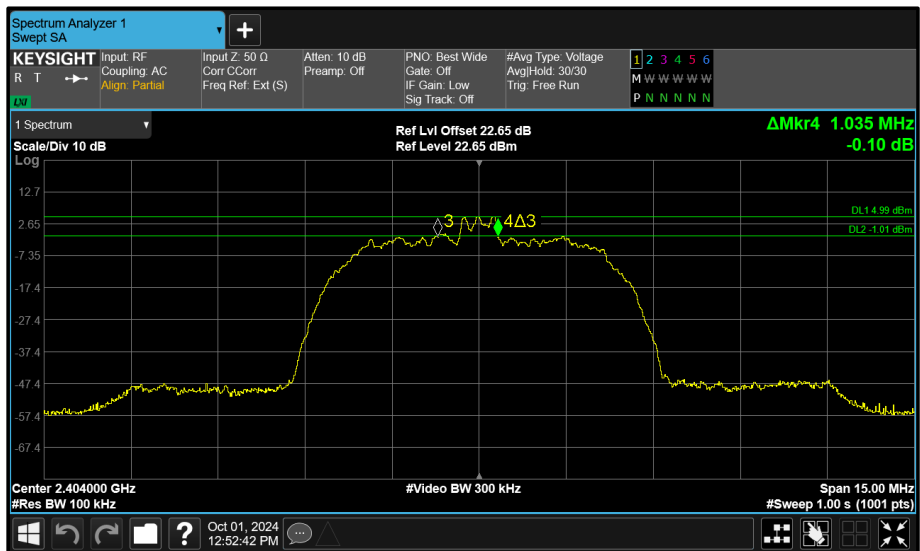 Spectrum Analyzer 1
Swept SA
KEYSIGHT
R T
LXI
Input: RF
Coupling: AC
Align: Partial
Input Z: 50 Ω
Corr CCorr
Freq Ref: Ext (S)
Atten: 10 dB
Preamp: Off
PNO: Best Wide
Gate: Off
IF Gain: Low
Sig Track: Off
#Avg Type: Voltage
Avg|Hold: 30/30
Trig: Free Run
1 2 3 4 5 6
M W W W W W
P N N N N N
1 Spectrum
Scale/Div 10 dB
Ref Lvl Offset 22.65 dB
Ref Level 22.65 dBm
ΔMkr4 1.035 MHz
-0.10 dB
Log
12.7
2.65
-7.35
-17.4
-27.4
-37.4
-47.4
-57.4
-67.4
3
4Δ3
DL1 4.99 dBm
DL2 -1.01 dBm
Center 2.404000 GHz
#Video BW 300 kHz
Span 15.00 MHz
#Res BW 100 kHz
#Sweep 1.00 s (1001 pts)
Oct 01, 2024
12:52:42 PM